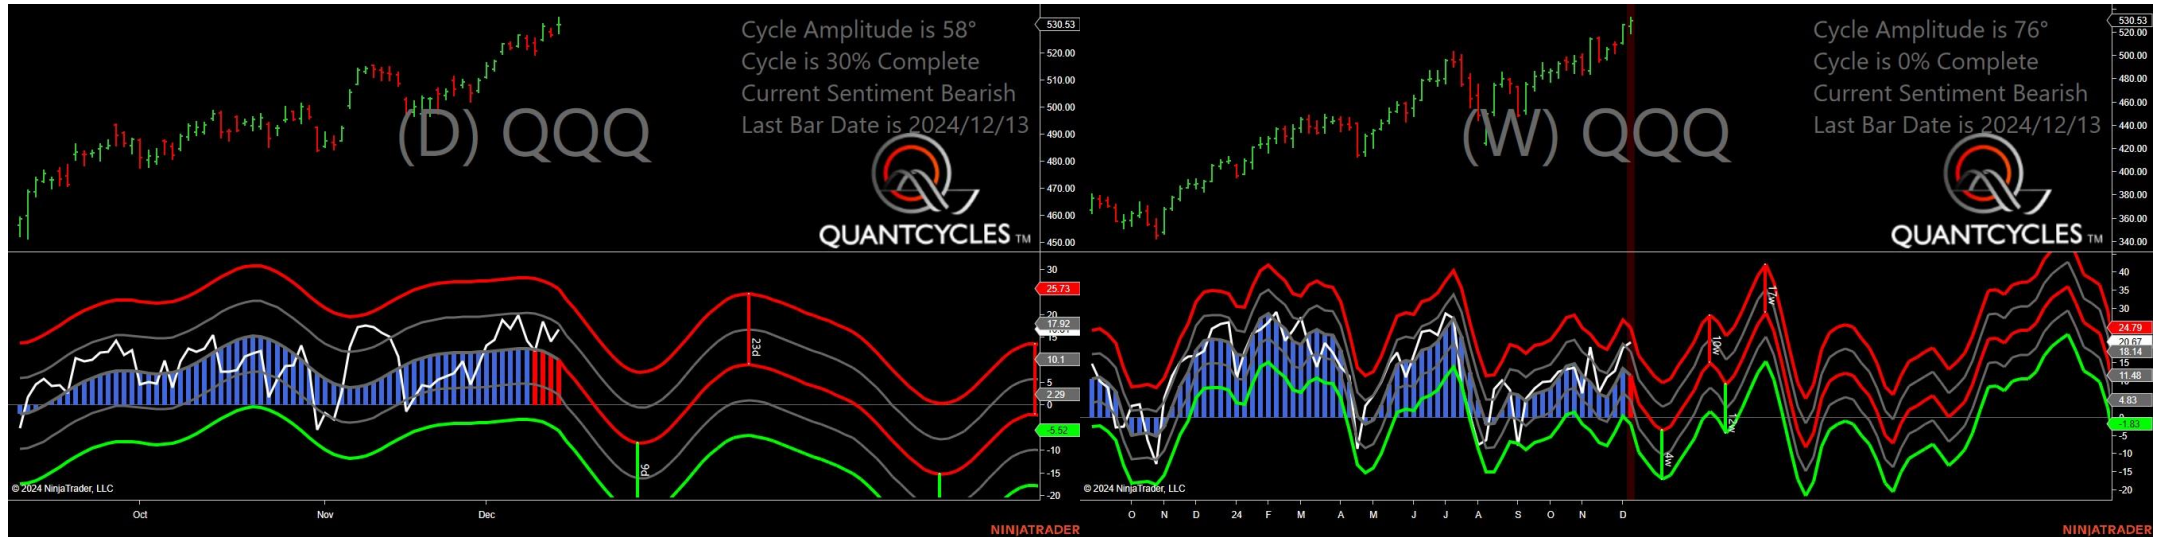 Cycle Amplitude is 58°
Cycle is 30% Complete
Current Sentiment Bearish
Last Bar Date is 2024/12/13
(D) QQQ
QUANTCYCLES TM
530.53
520.00
510.00
500.00
490.00
480.00
470.00
460.00
450.00
30
25.73
20
17.92
15
10.1
5
2.29
0
-5.52
-10
-15
-20
23d
9d
© 2024 NinjaTrader, LLC
Oct Nov Dec
NINJATRADER
Cycle Amplitude is 76°
Cycle is 0% Complete
Current Sentiment Bearish
Last Bar Date is 2024/12/13
(W) QQQ
QUANTCYCLES TM
530.53
520.00
500.00
480.00
460.00
440.00
420.00
400.00
380.00
360.00
340.00
40
35
30
24.79
20.67
18.14
15
11.48
4.83
-1.83
-5
-10
-15
-20
17w
10w
12w
4w
© 2024 NinjaTrader, LLC
O N D 24 F M A M J J A S O N D
NINJATRADER